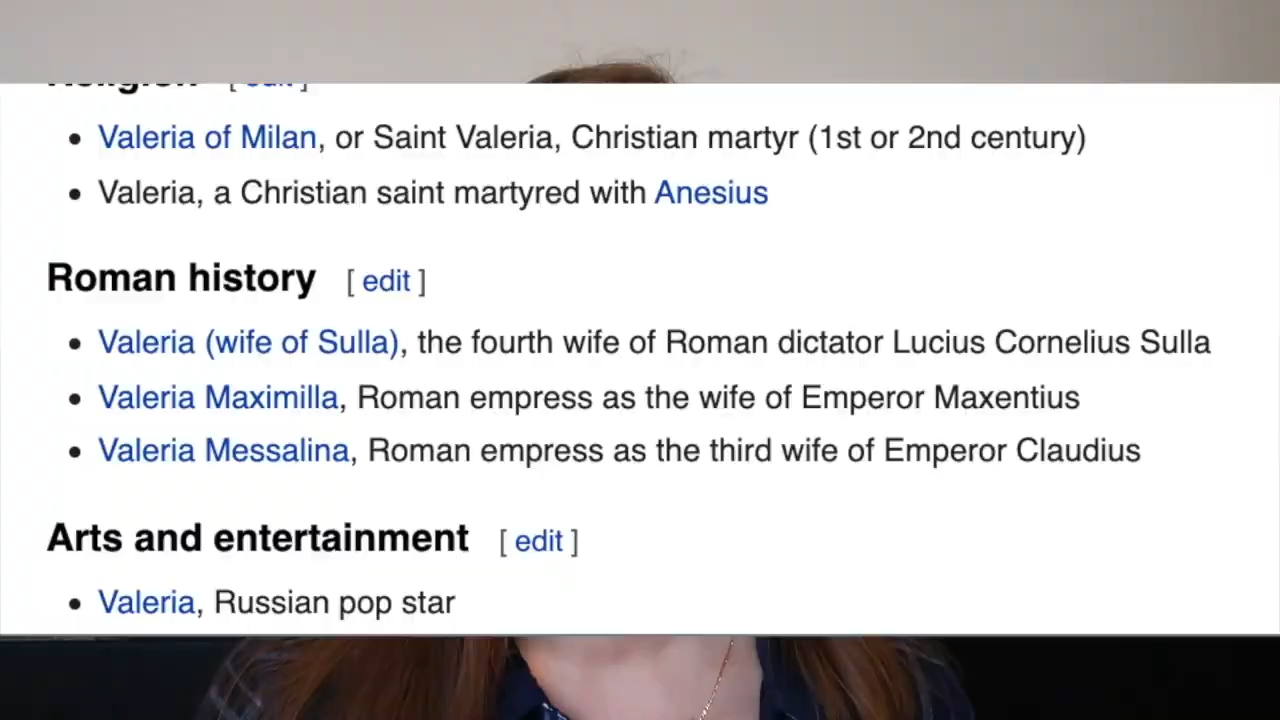 Religion [ edit ]
• Valeria of Milan, or Saint Valeria, Christian martyr (1st or 2nd century)
• Valeria, a Christian saint martyred with Anesius
Roman history [ edit ]
• Valeria (wife of Sulla), the fourth wife of Roman dictator Lucius Cornelius Sulla
• Valeria Maximilla, Roman empress as the wife of Emperor Maxentius
• Valeria Messalina, Roman empress as the third wife of Emperor Claudius
Arts and entertainment [ edit ]
• Valeria, Russian pop star